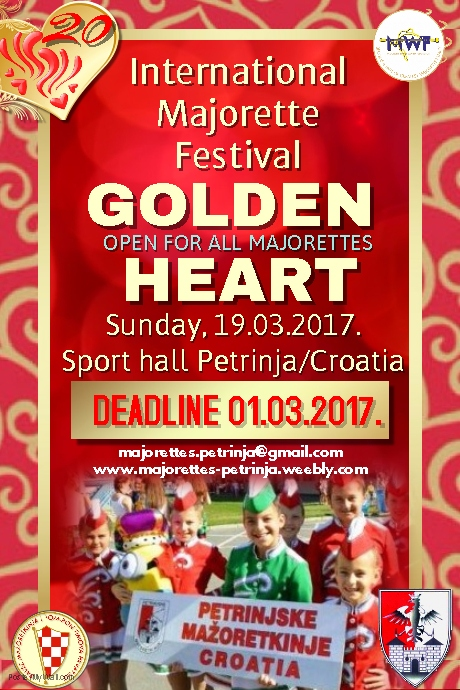 20
MWF
International
Majorette
Festival
GOLDEN
OPEN FOR ALL MAJORETTES
HEART
Sunday, 19.03.2017.
Sport hall Petrinja/Croatia
DEADLINE 01.03.2017.
majorettes.petrinja@gmail.com
www.majorettes-petrinja.weebly.com
PETRINJSKE
MAŽORETKINJE
CROATIA